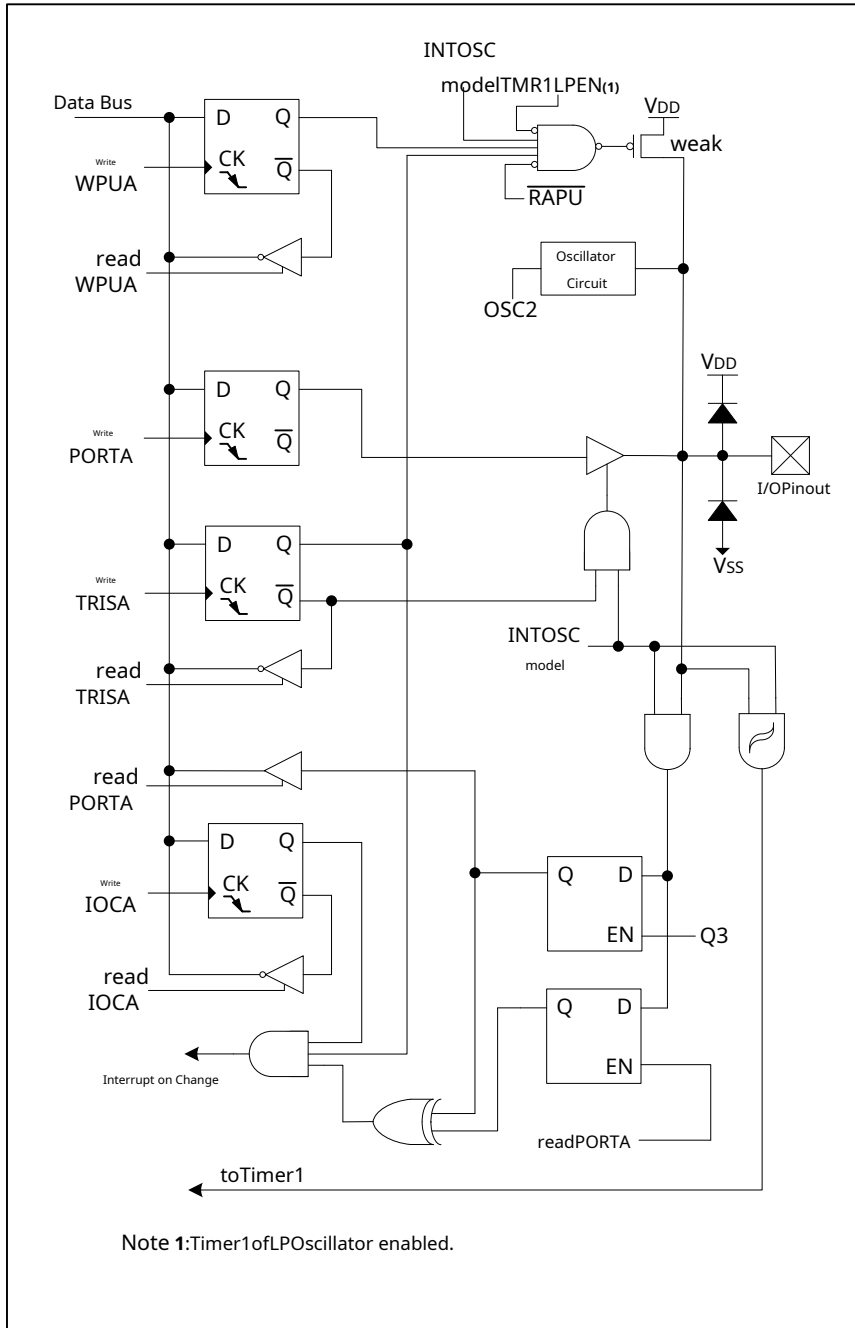 INTOSC
modelTMR1LPEN(1)
Data Bus
D
Q
VDD
weak
Write
WPUA
CK
Q
RAPU
read
WPUA
Oscillator
Circuit
OSC2
VDD
D
Q
Write
PORTA
CK
Q
I/OPinout
D
Q
VSS
Write
TRISA
CK
Q
INTOSC
model
read
TRISA
read
PORTA
D
Q
Write
IOCA
CK
Q
Q
D
EN
Q3
read
IOCA
Q
D
EN
Interrupt on Change
readPORTA
toTimer1
Note 1:Timer1ofLPOscillator enabled.